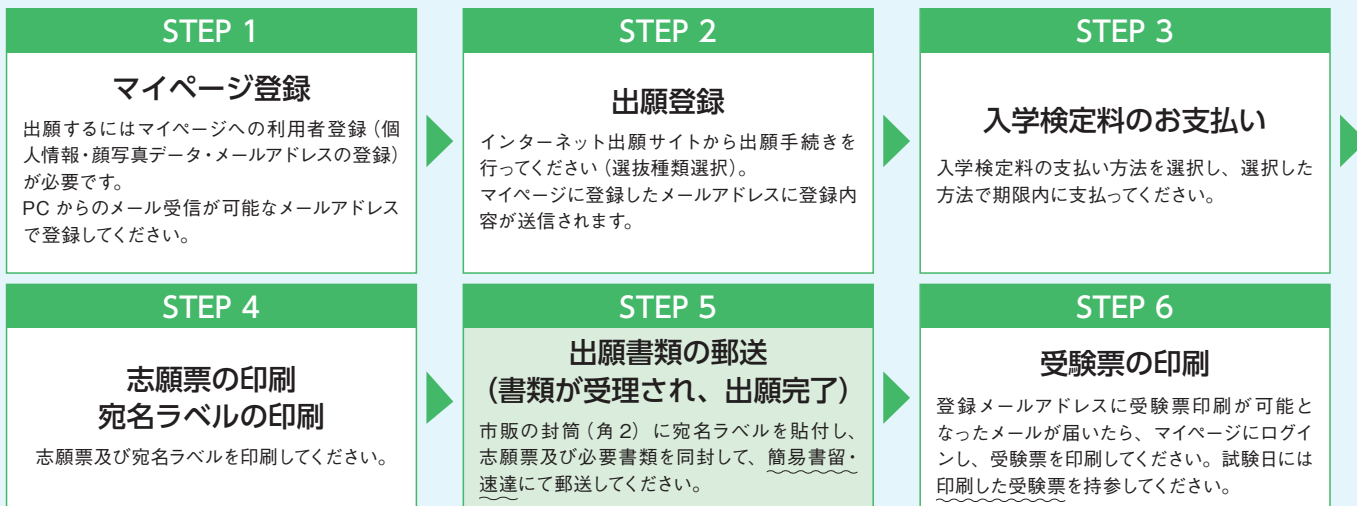 STEP 1
マイページ登録
出願するにはマイページへの利用者登録（個
人情報・顔写真データ・メールアドレスの登録）
が必要です。
PC からのメール受信が可能なメールアドレス
で登録してください。
STEP 2
出願登録
インターネット出願サイトから出願手続きを
行ってください（選抜種類選択）。
マイページに登録したメールアドレスに登録内
容が送信されます。
STEP 3
入学検定料のお支払い
入学検定料の支払い方法を選択し、選択した
方法で期限内に支払ってください。
STEP 4
志願票の印刷
宛名ラベルの印刷
志願票及び宛名ラベルを印刷してください。
STEP 5
出願書類の郵送
（書類が受理され、出願完了）
市販の封筒（角 2）に宛名ラベルを貼付し、
志願票及び必要書類を同封して、簡易書留・
速達にて郵送してください。
STEP 6
受験票の印刷
登録メールアドレスに受験票印刷が可能と
なったメールが届いたら、マイページにログイ
ンし、受験票を印刷してください。試験日には
印刷した受験票を持参してください。